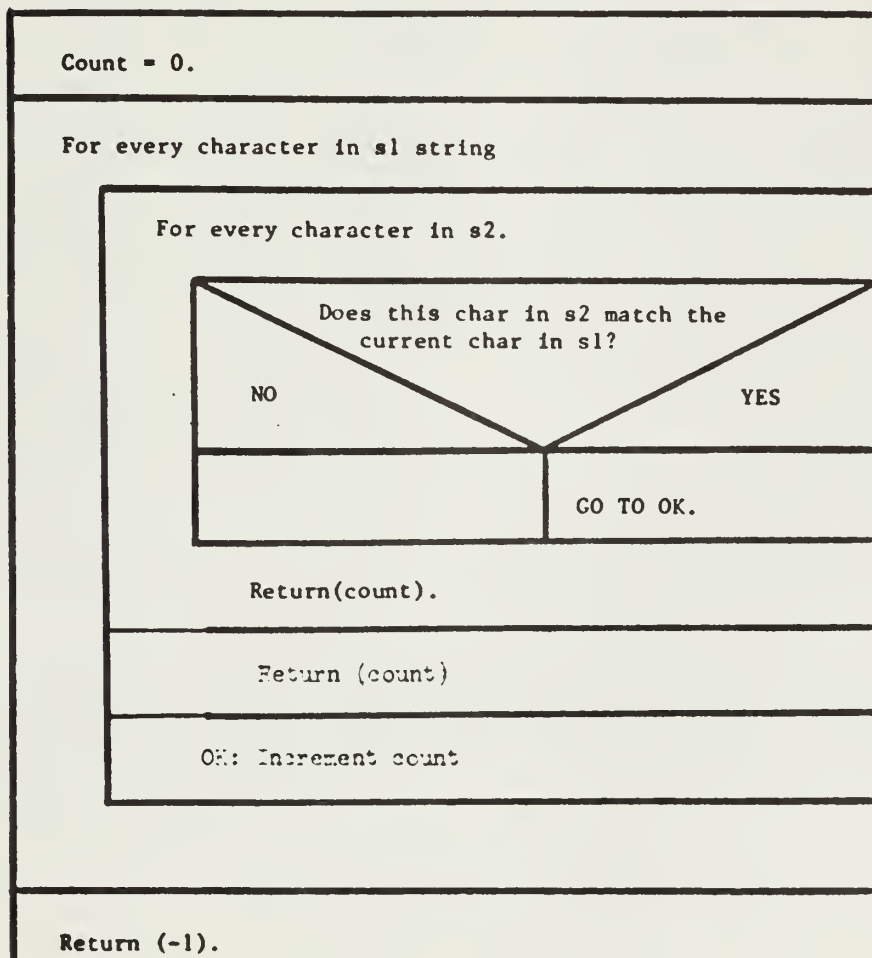 Count = 0.
For every character in s1 string
For every character in s2.
Does this char in s2 match the
current char in s1?
NO
YES
GO TO OK.
Return(count).
Return (count)
OK: Increment count
Return (-1).